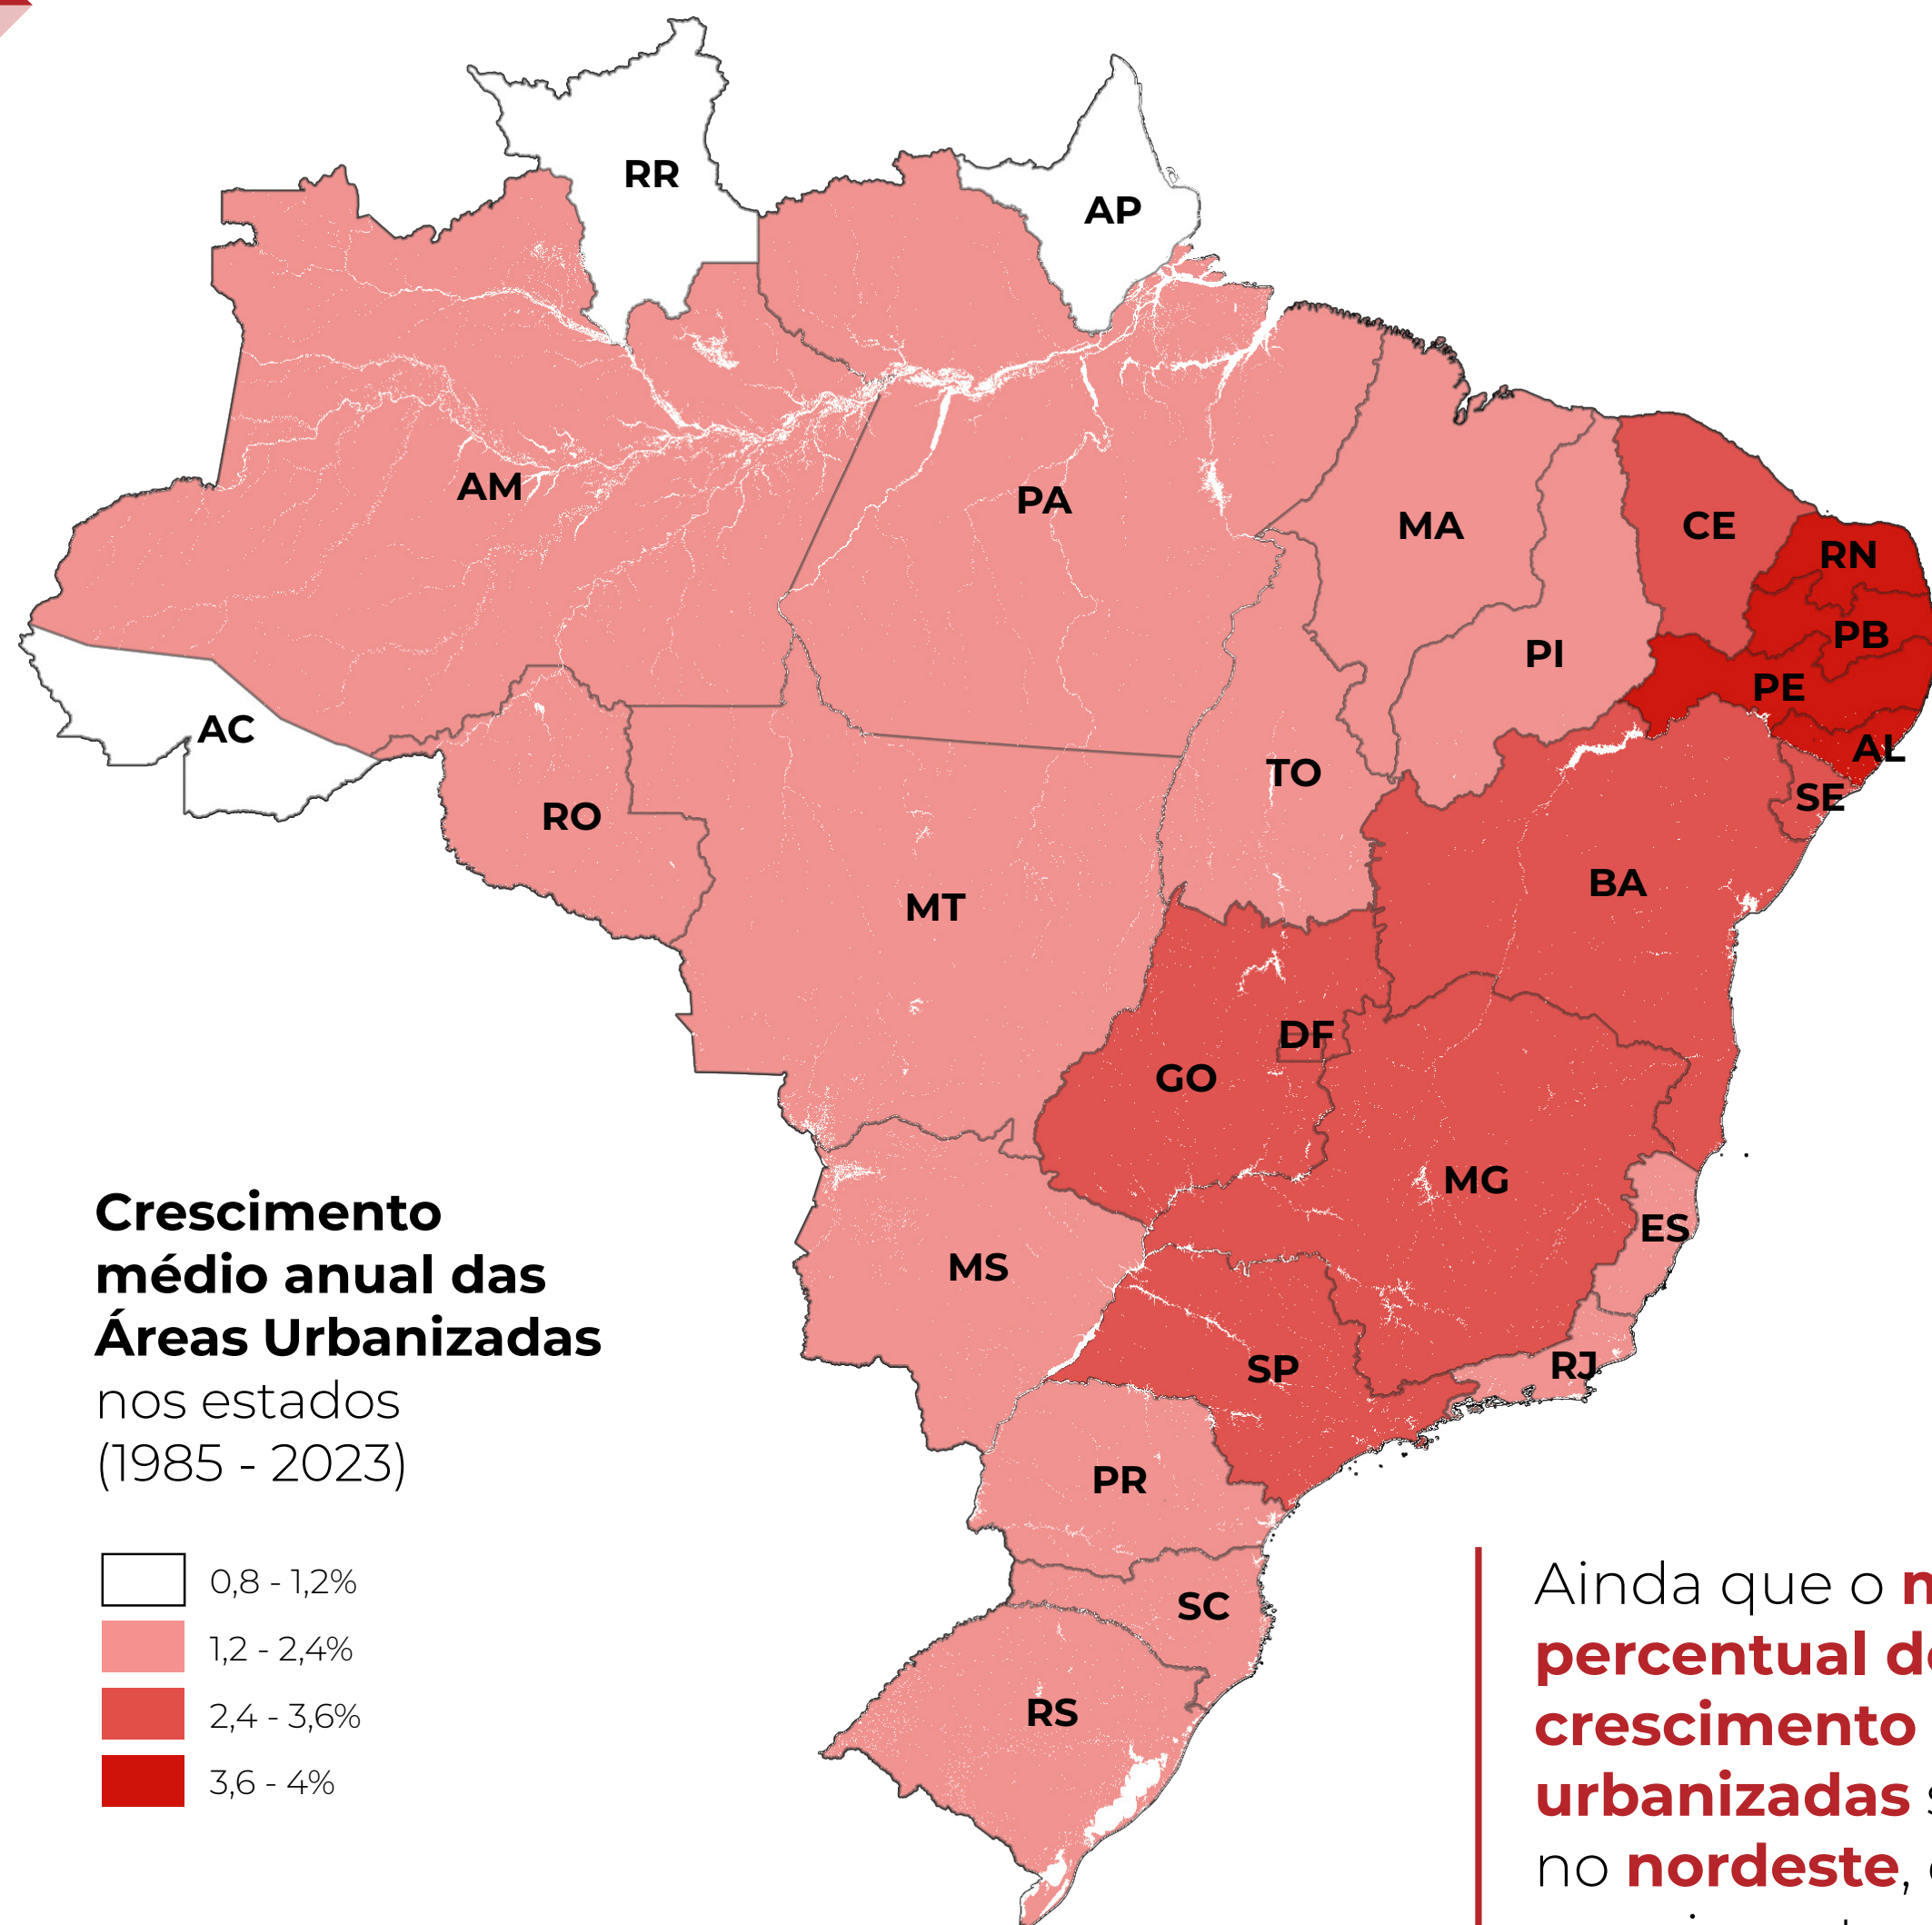 RR
AP
AM
PA
MA
CE
RN
PB
PI
PE
AC
AL
TO
SE
RO
BA
MT
DF
GO
MG
Crescimento
médio anual das
Áreas Urbanizadas
nos estados
(1985 - 2023)
ES
MS
SP
RJ
PR
0,8 - 1,2%
1,2 - 2,4%
2,4 - 3,6%
3,6 - 4%
SC
RS
Ainda que o
percentual
crescimento
urbanizadas
no nordeste,